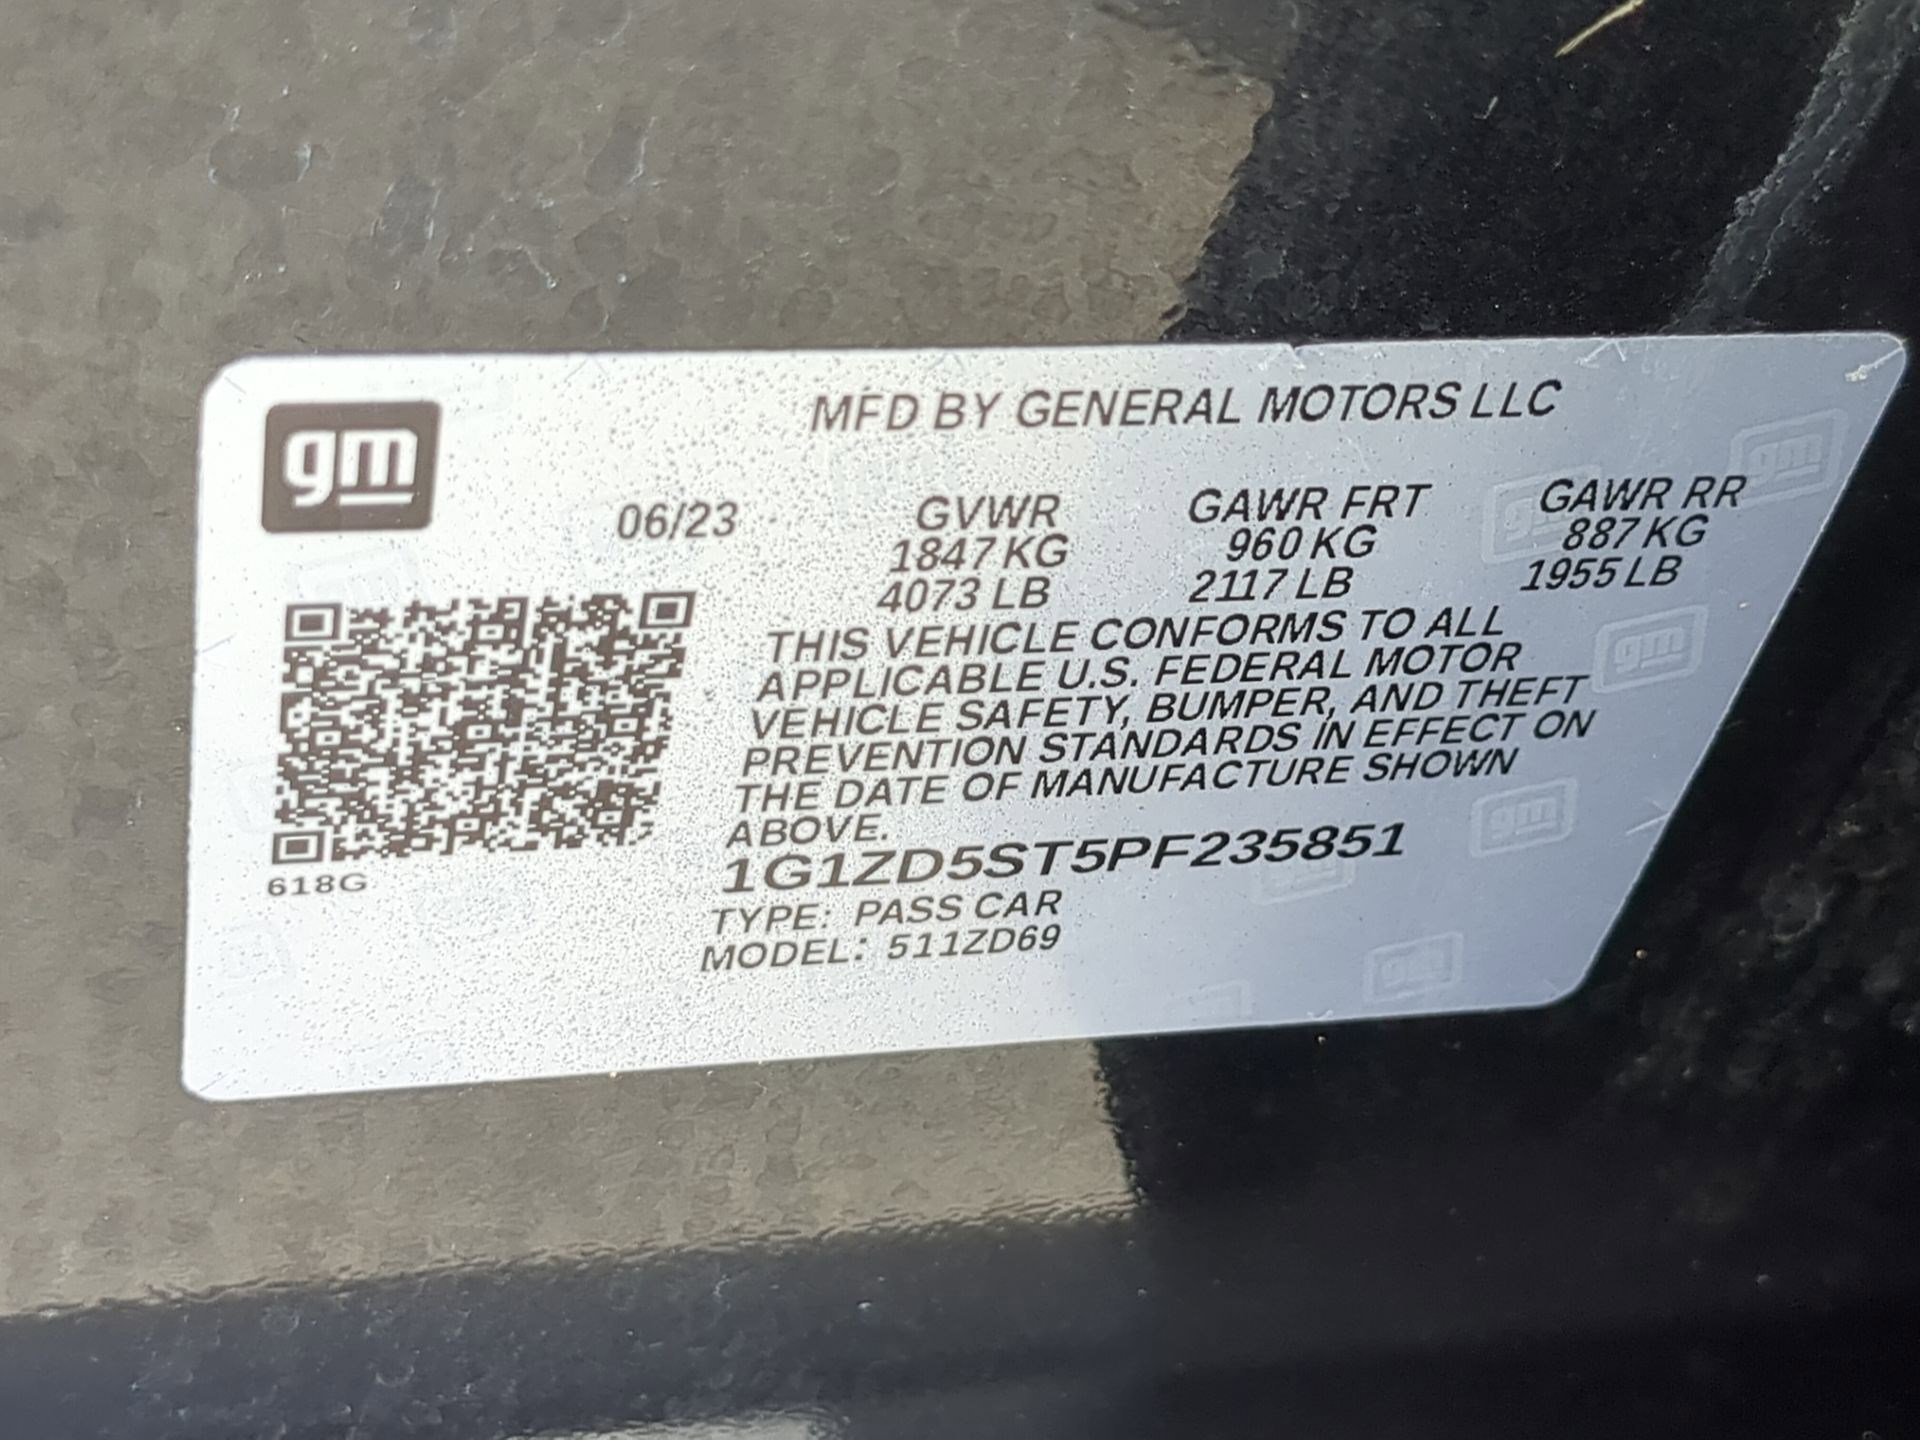 gm
MFD BY GENERAL MOTORS LLC
06/23 GVWR GAWR FRT GAWR RR
1847 KG 960 KG 887 KG
4073 LB 2117 LB 1955 LB
THIS VEHICLE CONFORMS TO ALL
APPLICABLE U.S. FEDERAL MOTOR
VEHICLE SAFETY, BUMPER, AND THEFT
PREVENTION STANDARDS IN EFFECT ON
THE DATE OF MANUFACTURE SHOWN
ABOVE.
1G1ZD5ST5PF235851
618G
TYPE: PASS CAR
MODEL: 511ZD69